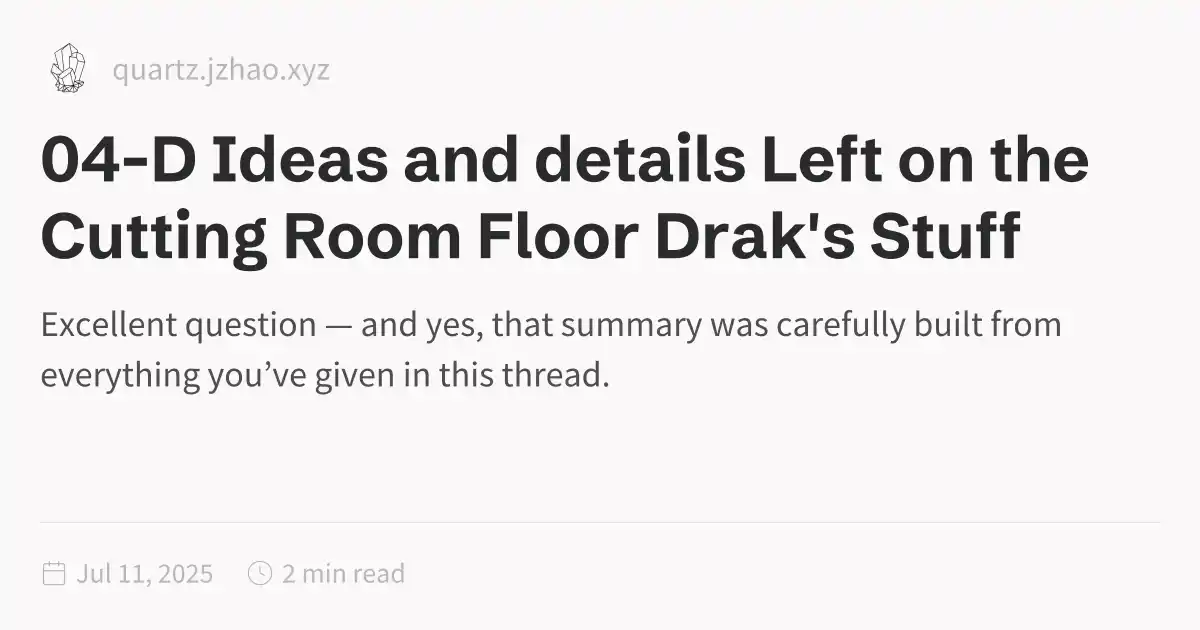 quartz.jzhao.xyz
04-D Ideas and details Left on the
Cutting Room Floor Drak's Stuff
Excellent question — and yes, that summary was carefully built from
everything you’ve given in this thread.
Jul 11, 2025 2 min read